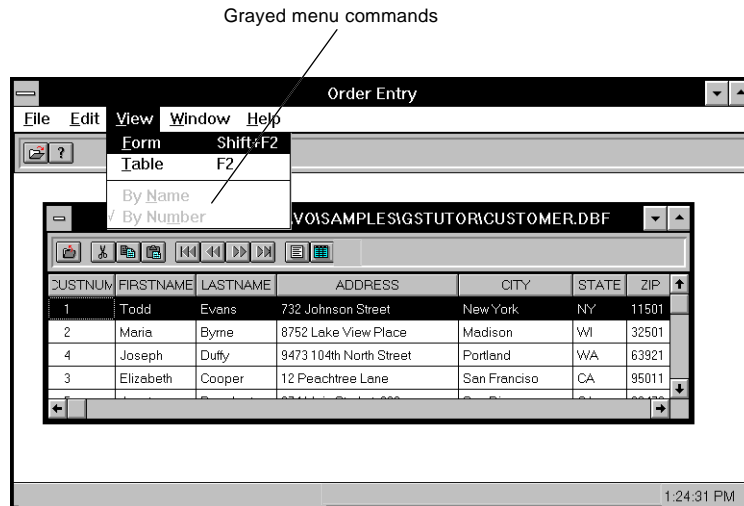 Grayed menu commands
Order Entry
File Edit View Window Help
Form Shift+F2
Table F2
By Name
√ By Number
?
VO\SAMPLES\GSTUTOR\CUSTOMER.DBF
CUSTNUM FIRSTNAME LASTNAME ADDRESS CITY STATE ZIP
1 Todd Evans 732 Johnson Street New York NY 11501
2 Maria Byrne 8752 Lake View Place Madison WI 32501
4 Joseph Duffy 9473 104th North Street Portland WA 63921
3 Elizabeth Cooper 12 Peachtree Lane San Franciso CA 95011
1:24:31 PM